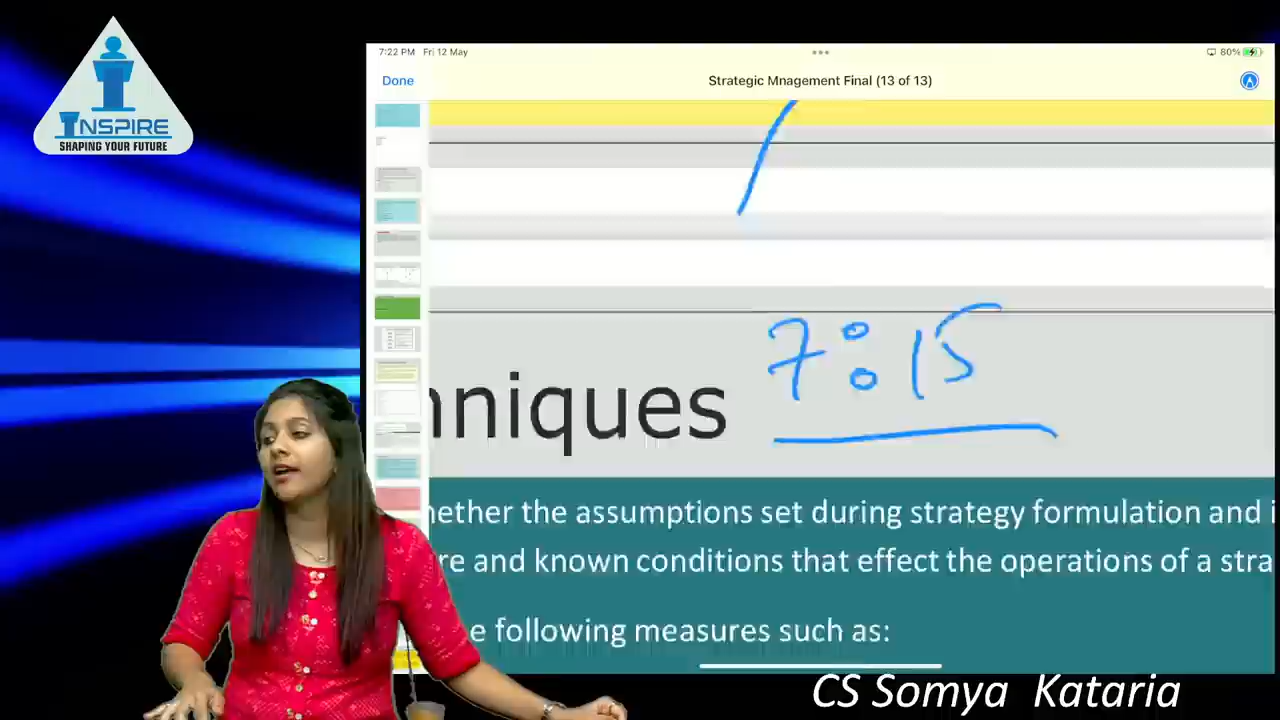 INSPIRE
SHAPING YOUR FUTURE
7:22 PM Fri 12 May
80%
Done
Strategic Mnagement Final (13 of 13)
7:15
hniques
hether the assumptions set during strategy formulation and i
re and known conditions that effect the operations of a stra
e following measures such as:
CS Somya Kataria